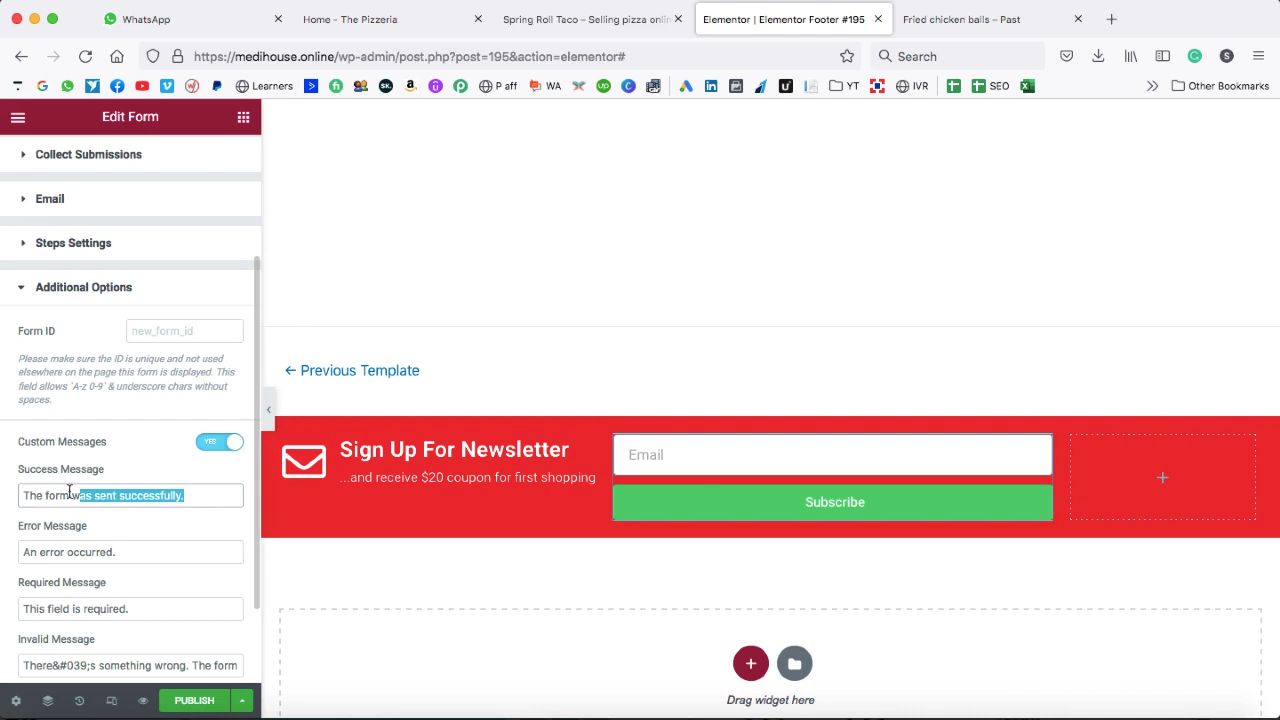 WhatsApp
Home - The Pizzeria
Spring Roll Taco – Selling pizza onlin
Elementor | Elementor Footer #195
Fried chicken balls – Past
https://medihouse.online/wp-admin/post.php?post=195&action=elementor#
Search
Learners
P aff
WA
YT
IVR
SEO
Other Bookmarks
Edit Form
Collect Submissions
Email
Steps Settings
Additional Options
Form ID
new_form_id
Please make sure the ID is unique and not used
elsewhere on the page this form is displayed. This
field allows `A-z 0-9` & underscore chars without
spaces.
Custom Messages
YES
Success Message
The form was sent successfully.
Error Message
An error occurred.
Required Message
This field is required.
Invalid Message
There&#039;s something wrong. The form
PUBLISH
← Previous Template
Sign Up For Newsletter
...and receive $20 coupon for first shopping
Email
Subscribe
Drag widget here